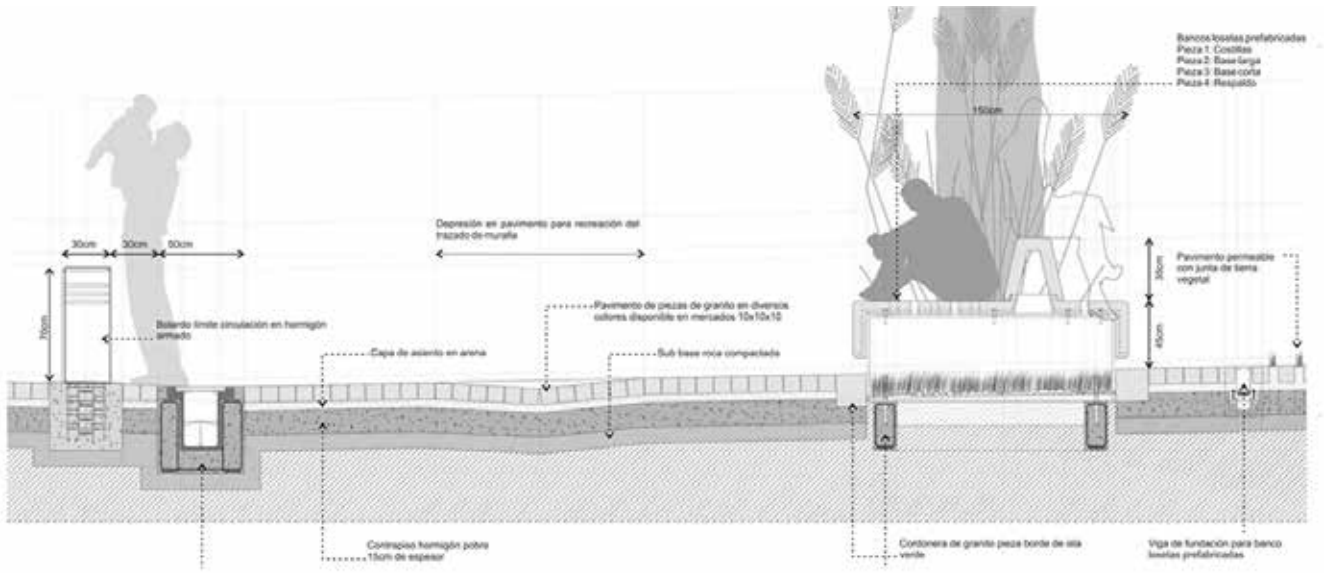 Bancos losetas prefabricadas
Pieza 1: Costillas
Pieza 2: Base larga
Pieza 3: Base corta
Pieza 4: Respaldo
150cm
Depresión en pavimento para recreación del
trazado de muralla
30cm
30cm
50cm
70cm
35cm
45cm
Pavimento permeable
con junta de tierra
vegetal
Bolardo límite circulación en hormigón
armado
Pavimento de piezas de granito en diversos
colores disponible en mercados 10x10x10
Capa de asiento en arena
Sub base roca compactada
Contrapiso hormigón pobre
15cm de espesor
Cordonera de granito pieza borde de isla
verde
Viga de fundación para banco
losetas prefabricadas